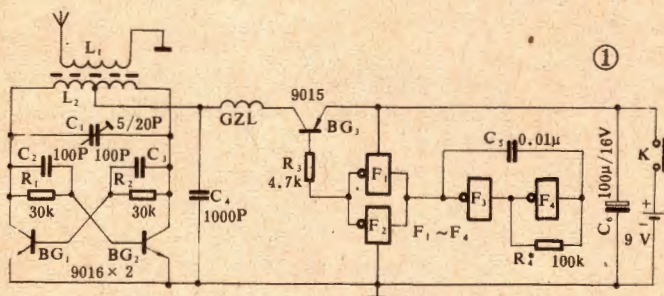 ①
L₁
L₂
C₁ 5/20P
C₂ 100P 100P C₃
R₁ R₂
30k 30k
BG₁ BG₂
9016×2
C₄
1000P
GZL
9015
BG₃
R₃
4.7k
F₁
F₂
F₁~F₄
C₅ 0.01μ
F₃
F₄
R₄* 100k
C₆ 100μ/16V
K
+
-
9V